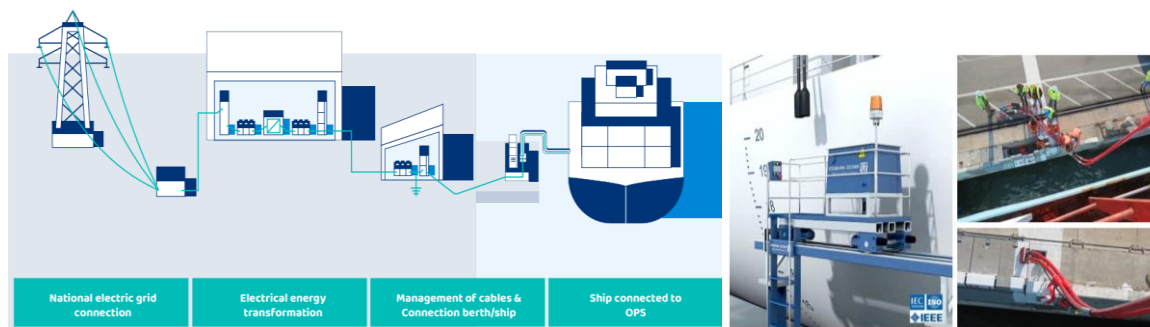 National electric grid
connection
Electrical energy
transformation
Management of cables &
Connection berth/ship
Ship connected to
OPS
20
19
8
IEC
ISO
IEEE